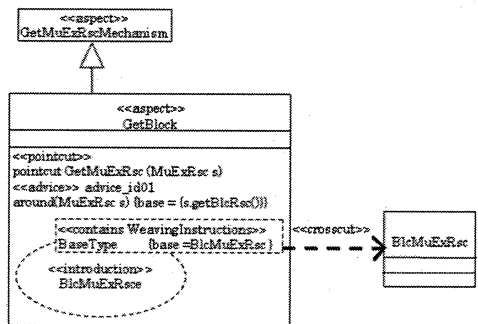 <<aspect>>
GetMuExRscMechanism
<<aspect>>
GetBlock
<<pointcut>>
pointcut GetMuExRsc (MuExRsc s)
<<advice>> advice_id01
around(MuExRsc s) {base = {s.getBlcRsc()}}
<<contains WeavingInstructions>>
BaseType {base =BlcMuExRsc }
<<crosscut>>
BlcMuExRsc
<<introduction>>
BlcMuExRsce